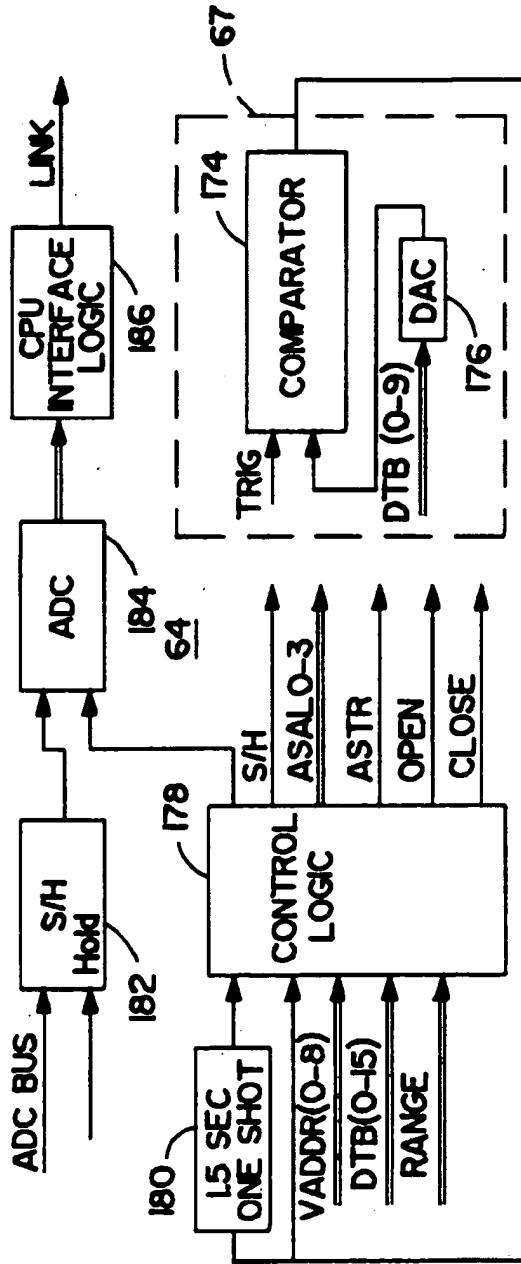 ADC BUS
S/H
Hold
182
ADC
184
64
CPU
INTERFACE
LOGIC
186
LINK
180
1.5 SEC
ONE SHOT
VADDR(0-8)
DTB(0-15)
RANGE
178
CONTROL
LOGIC
S/H
ASAL0-3
ASTR
OPEN
CLOSE
67
174
COMPARATOR
TRIG
DTB (0-9)
DAC
176